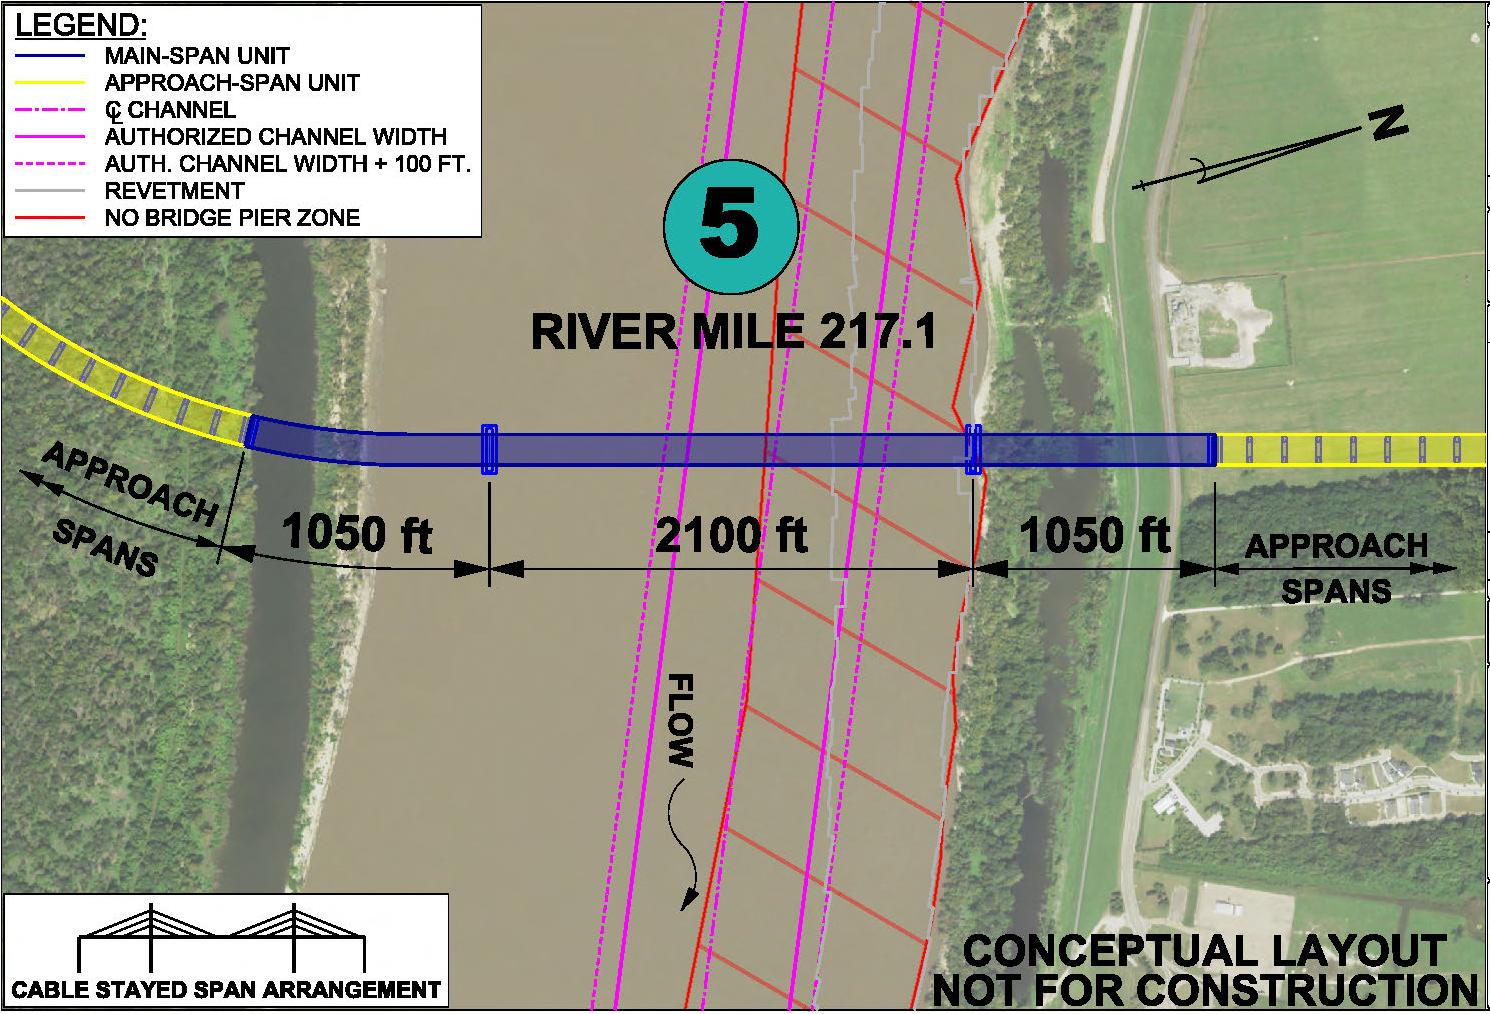 LEGEND:
MAIN-SPAN UNIT
APPROACH-SPAN UNIT
℄ CHANNEL
AUTHORIZED CHANNEL WIDTH
AUTH. CHANNEL WIDTH + 100 FT.
REVETMENT
NO BRIDGE PIER ZONE
N
5
RIVER MILE 217.1
APPROACH
SPANS
1050 ft
2100 ft
1050 ft
APPROACH
SPANS
FLOW
CABLE STAYED SPAN ARRANGEMENT
CONCEPTUAL LAYOUT
NOT FOR CONSTRUCTION